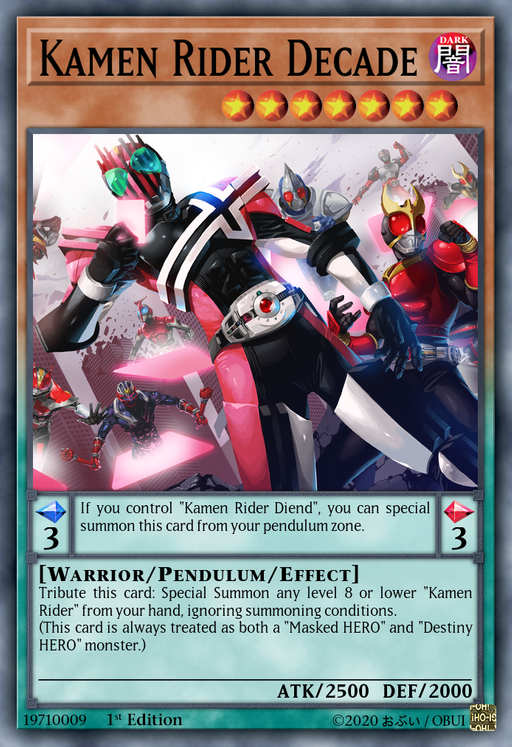 KAMEN RIDER DECADE
DARK
闇
If you control "Kamen Rider Diend", you can special
summon this card from your pendulum zone.
3
3
[WARRIOR/PENDULUM/EFFECT]
Tribute this card: Special Summon any level 8 or lower "Kamen
Rider" from your hand, ignoring summoning conditions.
(This card is always treated as both a "Masked HERO" and "Destiny
HERO" monster.)
ATK/2500 DEF/2000
19710009 1st Edition ©2020 おぶい / OBUI